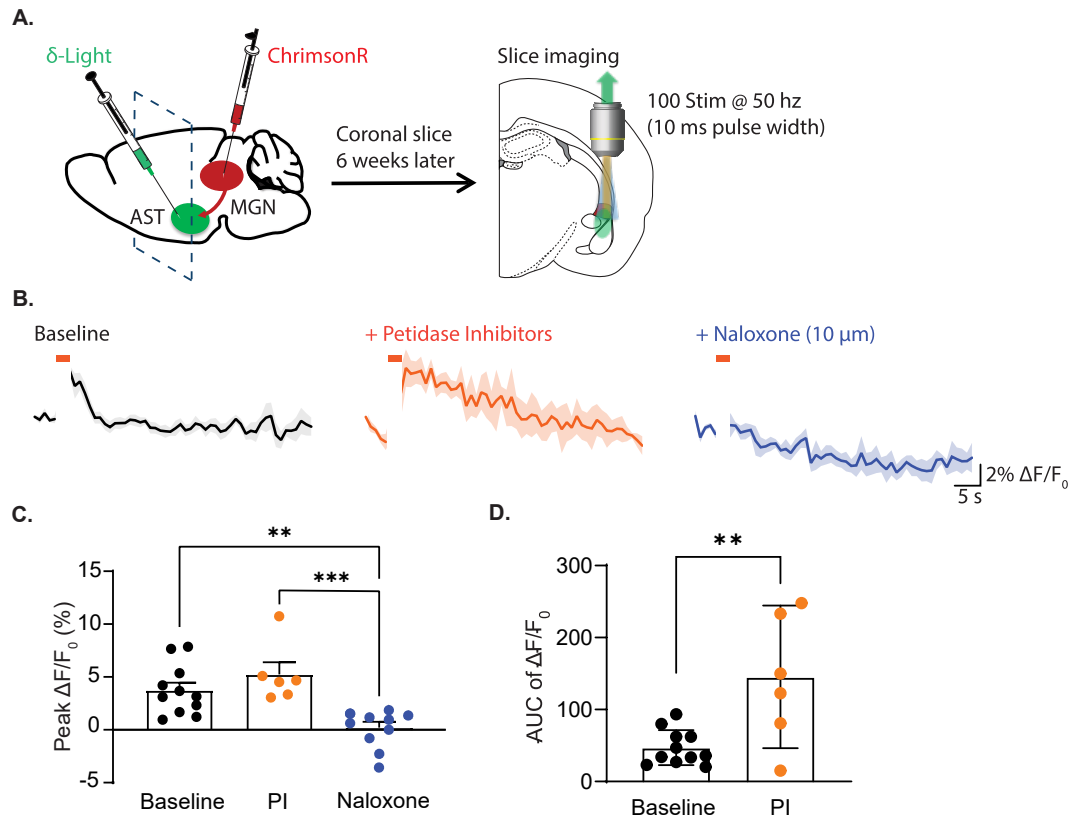 A.
δ-Light
ChrimsonR
AST
MGN
Coronal slice
6 weeks later
Slice imaging
100 Stim @ 50 hz
(10 ms pulse width)
B.
Baseline
+ Petidase Inhibitors
+ Naloxone (10 μm)
2% ΔF/F0
5 s
C.
**
***
Peak ΔF/F0 (%)
15
10
5
0
-5
Baseline
PI
Naloxone
D.
**
AUC of ΔF/F0
300
200
100
0
Baseline
PI